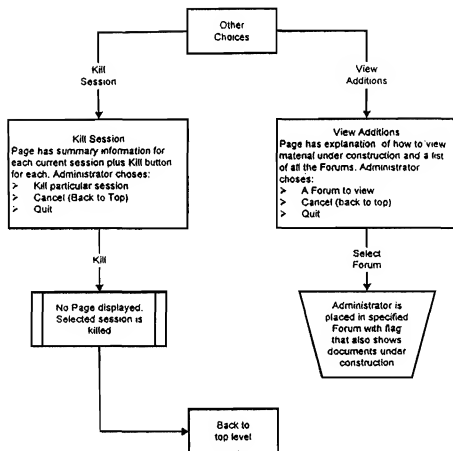 Other
Choices
Kill
Session
View
Additions
Kill Session
Page has summary information for
each current session plus Kill button
for each. Administrator choses:
> Kill particular session
> Cancel (Back to Top)
> Quit
View Additions
Page has explanation of how to view
material under construction and a list
of all the Forums. Administrator
choses:
> A Forum to view
> Cancel (back to top)
> Quit
Kill
Select
Forum
No Page displayed.
Selected session is
killed
Administrator is
placed in specified
Forum with flag
that also shows
documents under
construction
Back to
top level